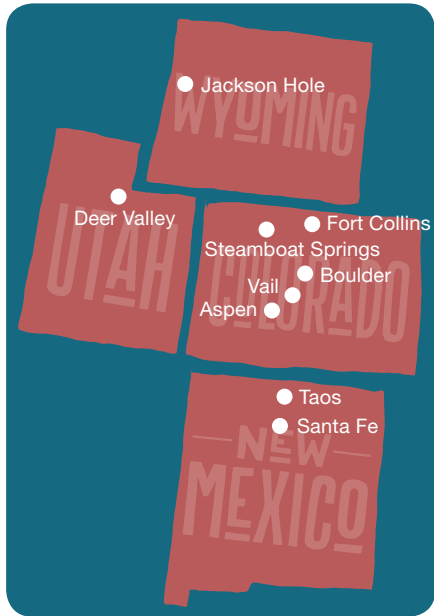 WYOMING
Jackson Hole
UTAH
Deer Valley
COLORADO
Fort Collins
Steamboat Springs
Boulder
Vail
Aspen
Taos
Santa Fe
NEW
MEXICO